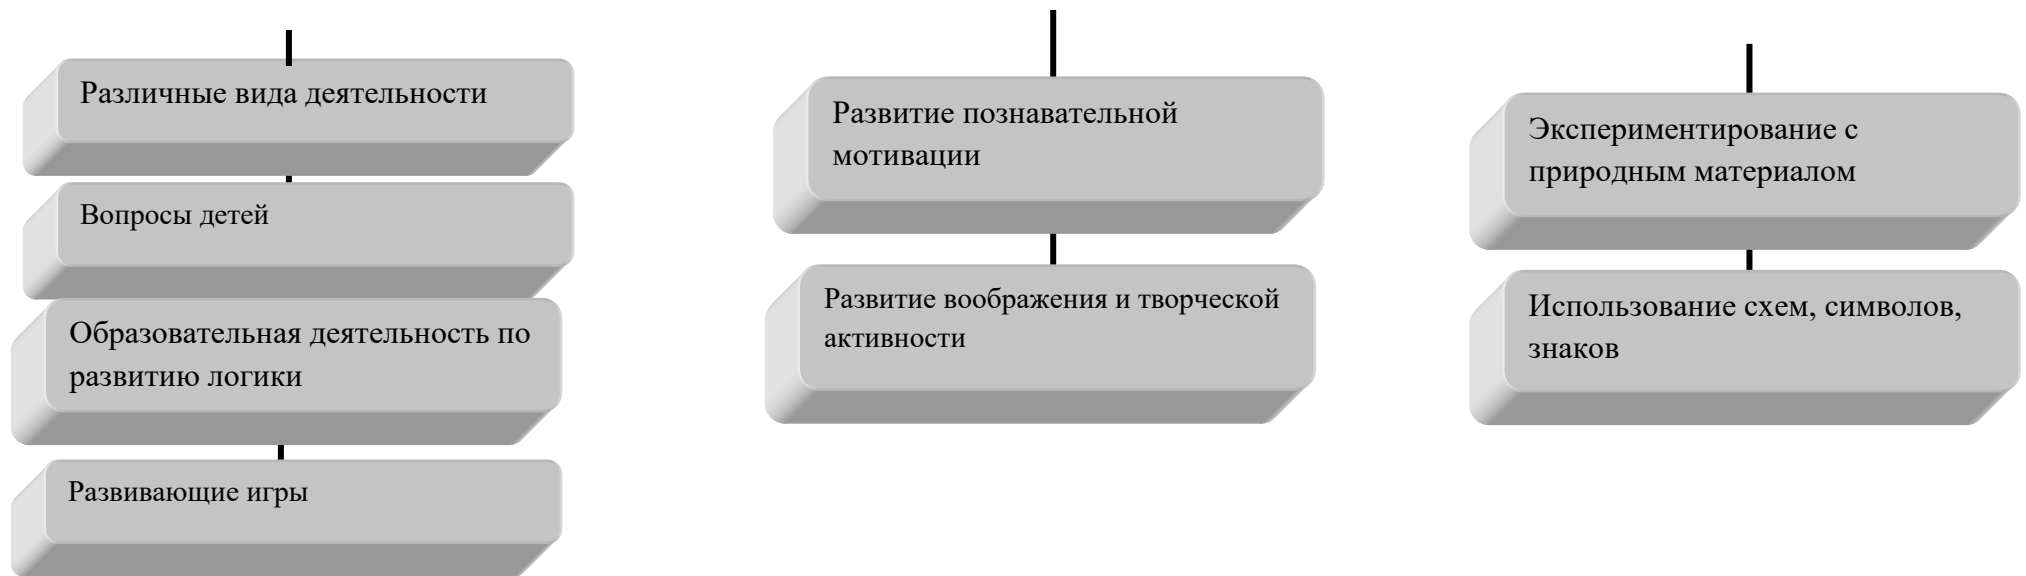 Различные вида деятельности
Вопросы детей
Образовательная деятельность по
развитию логики
Развивающие игры
Развитие познавательной
мотивации
Развитие воображения и творческой
активности
Экспериментирование с
природным материалом
Использование схем, символов,
знаков